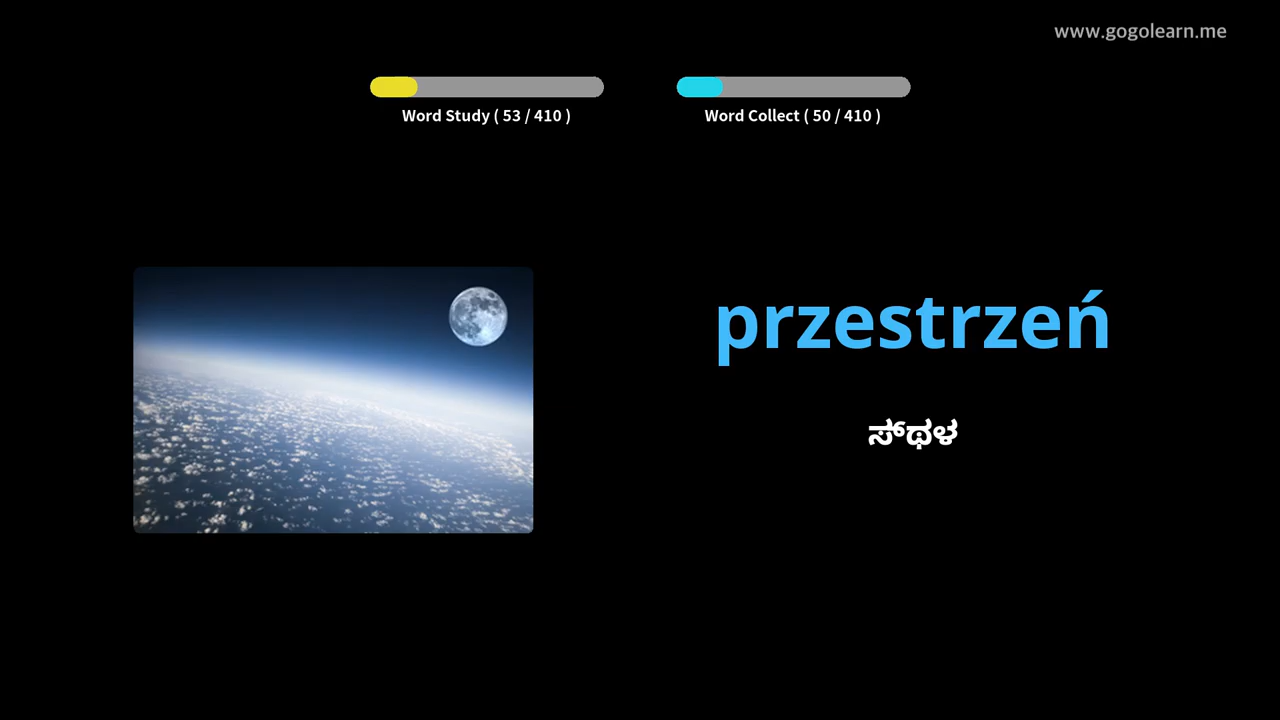 www.gogolearn.me
Word Study ( 53 / 410 )
Word Collect ( 50 / 410 )
przestrzeń
ಸ್ಥಳ